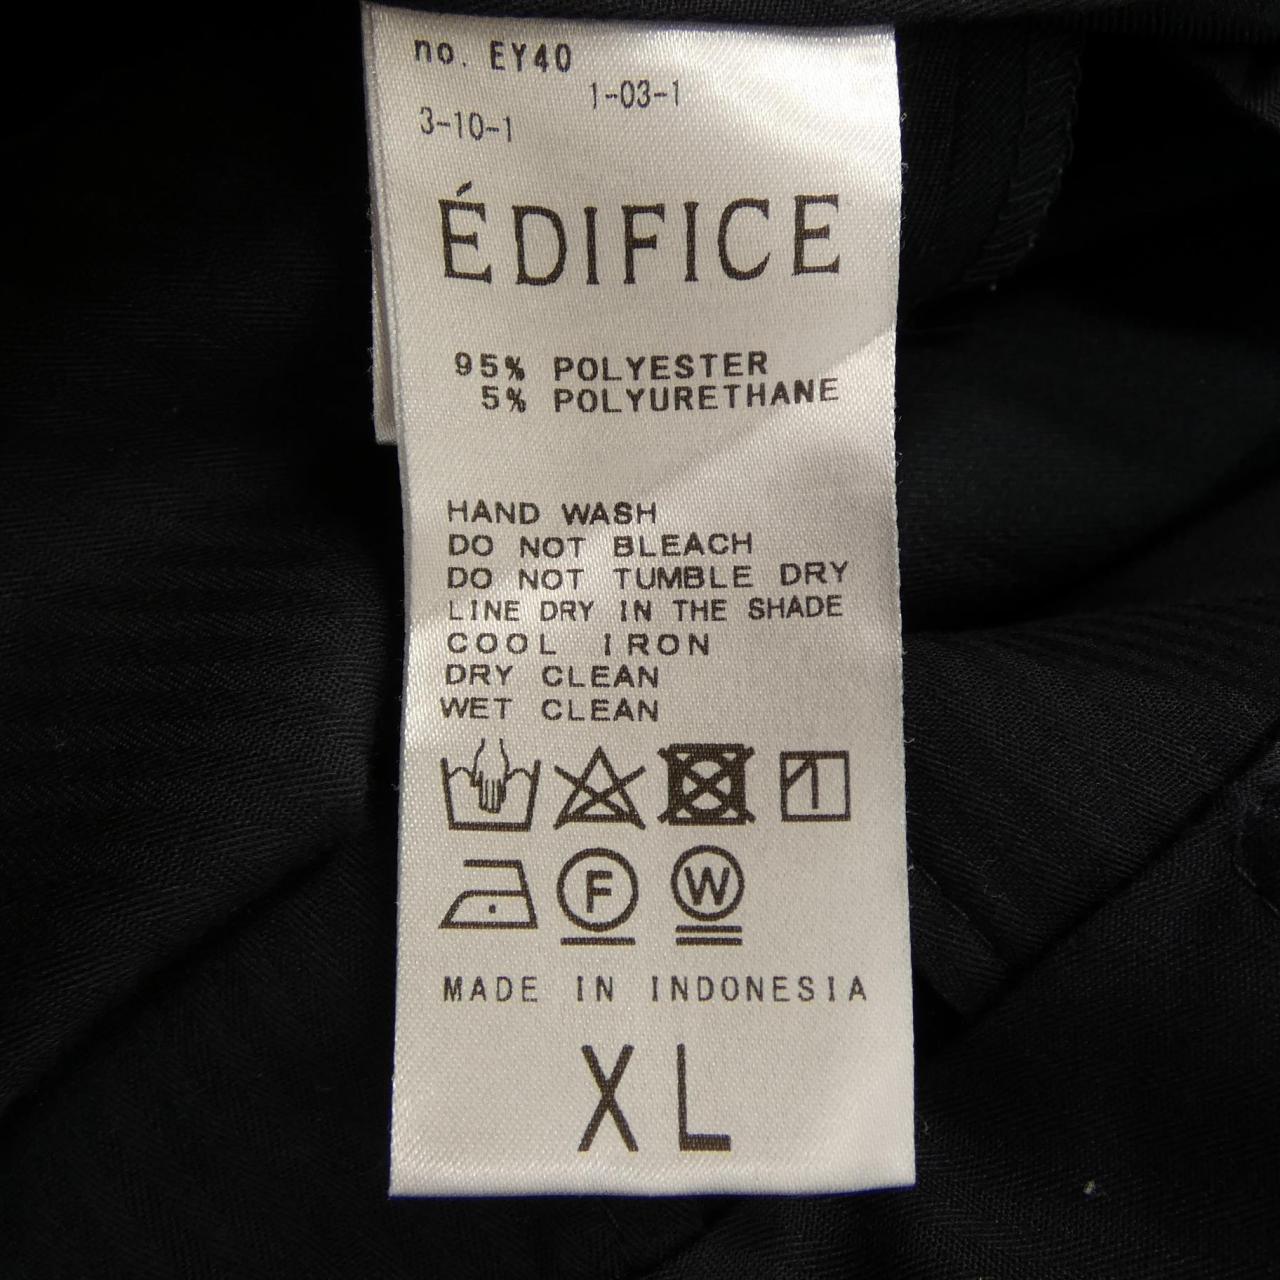 no. EY40
1-03-1
3-10-1
ÉDIFICE
95% POLYESTER
5% POLYURETHANE
HAND WASH
DO NOT BLEACH
DO NOT TUMBLE DRY
LINE DRY IN THE SHADE
COOL IRON
DRY CLEAN
WET CLEAN
F W
MADE IN INDONESIA
XL